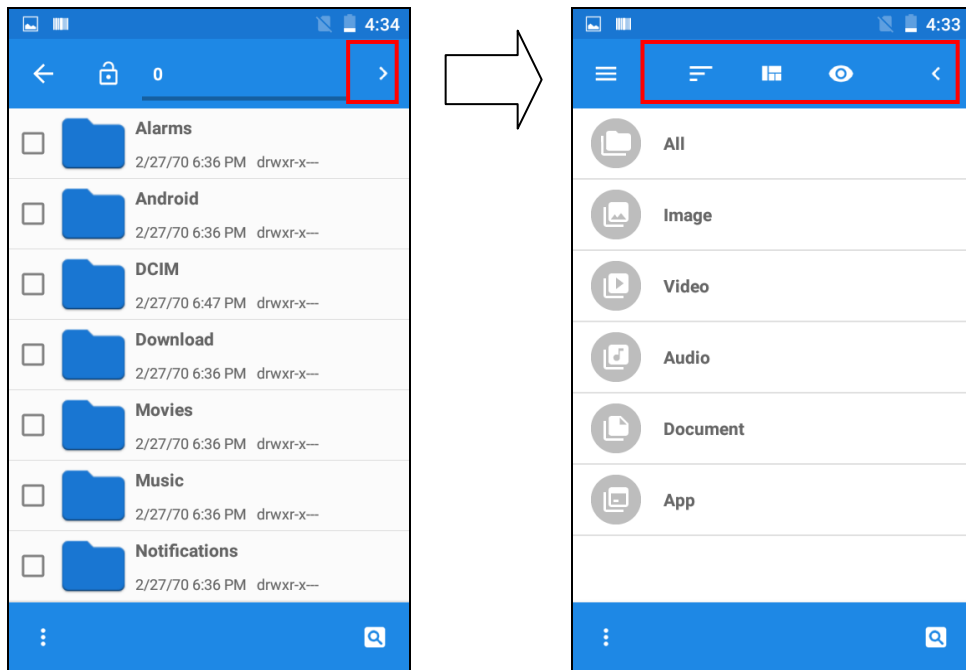 4:34
0
Alarms
2/27/70 6:36 PM drwxr-x---
Android
2/27/70 6:36 PM drwxr-x---
DCIM
2/27/70 6:47 PM drwxr-x---
Download
2/27/70 6:36 PM drwxr-x---
Movies
2/27/70 6:36 PM drwxr-x---
Music
2/27/70 6:36 PM drwxr-x---
Notifications
2/27/70 6:36 PM drwxr-x---
4:33
All
Image
Video
Audio
Document
App